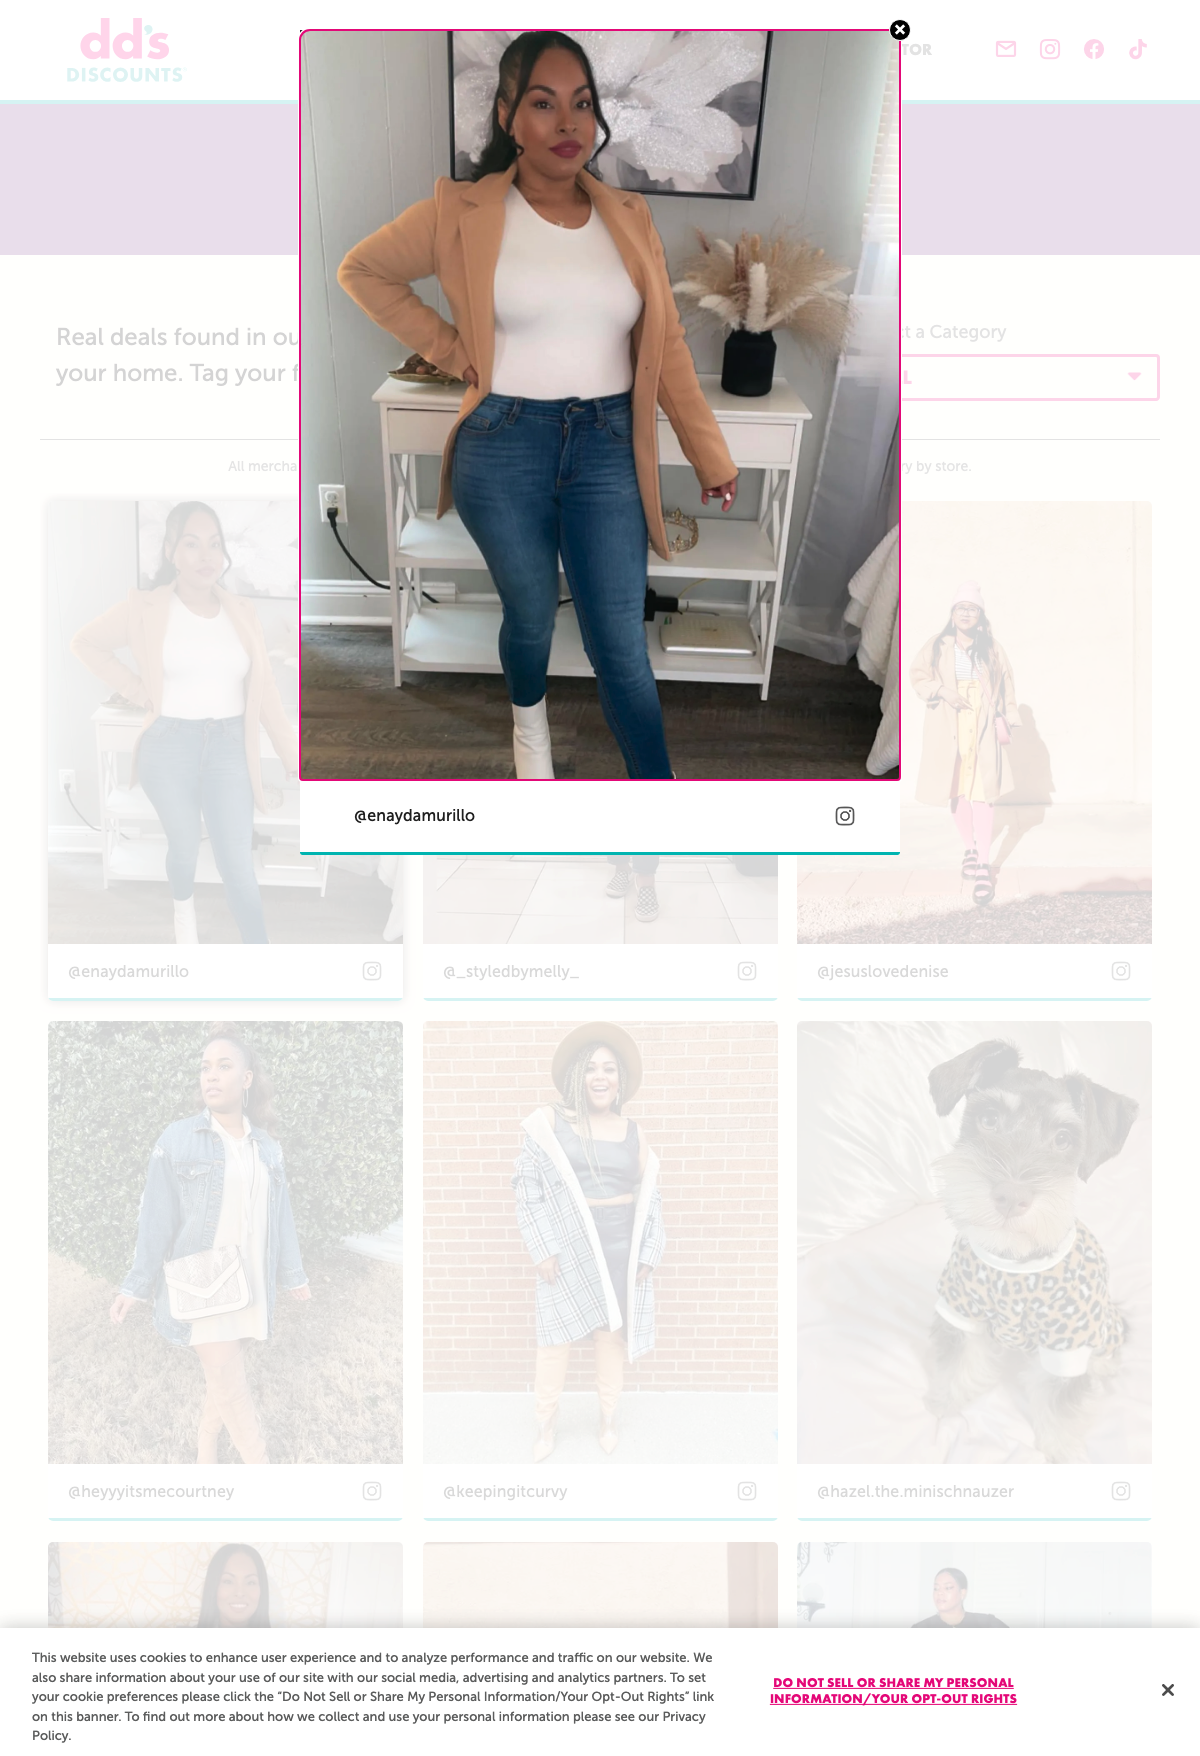 dd's
DISCOUNTS
TOR
Real deals found in ou
your home. Tag your f
t a Category
L
All mercha
ry by store.
@enaydamurillo
@enaydamurillo
@_styledbymelly_
@jesuslovedenise
@heyyyitsmecourtney
@keepingitcurvy
@hazel.the.minischnauzer
This website uses cookies to enhance user experience and to analyze performance and traffic on our website. We
also share information about your use of our site with our social media, advertising and analytics partners. To set
your cookie preferences please click the "Do Not Sell or Share My Personal Information/Your Opt-Out Rights" link
on this banner. To find out more about how we collect and use your personal information please see our Privacy
Policy.
DO NOT SELL OR SHARE MY PERSONAL
INFORMATION/YOUR OPT-OUT RIGHTS